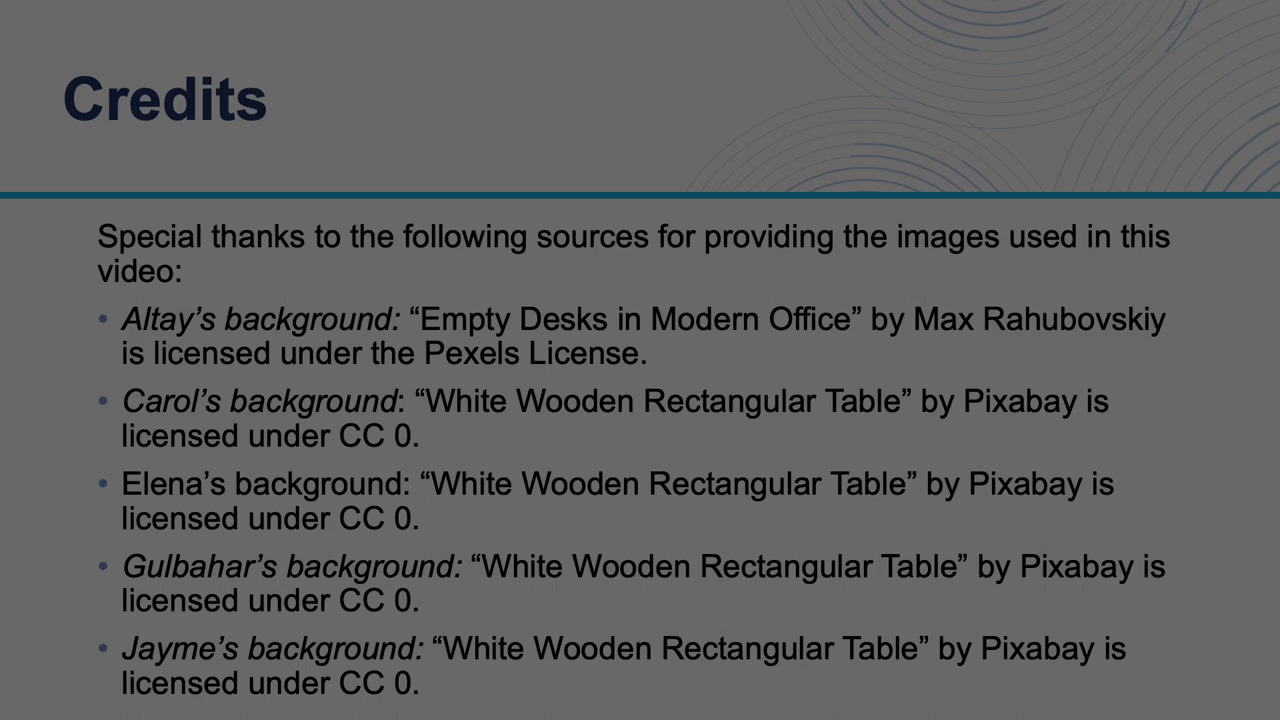 Credits
Special thanks to the following sources for providing the images used in this
video:
• Altay’s background: “Empty Desks in Modern Office” by Max Rahubovskiy
is licensed under the Pexels License.
• Carol’s background: “White Wooden Rectangular Table” by Pixabay is
licensed under CC 0.
• Elena’s background: “White Wooden Rectangular Table” by Pixabay is
licensed under CC 0.
• Gulbahar’s background: “White Wooden Rectangular Table” by Pixabay is
licensed under CC 0.
• Jayme’s background: “White Wooden Rectangular Table” by Pixabay is
licensed under CC 0.